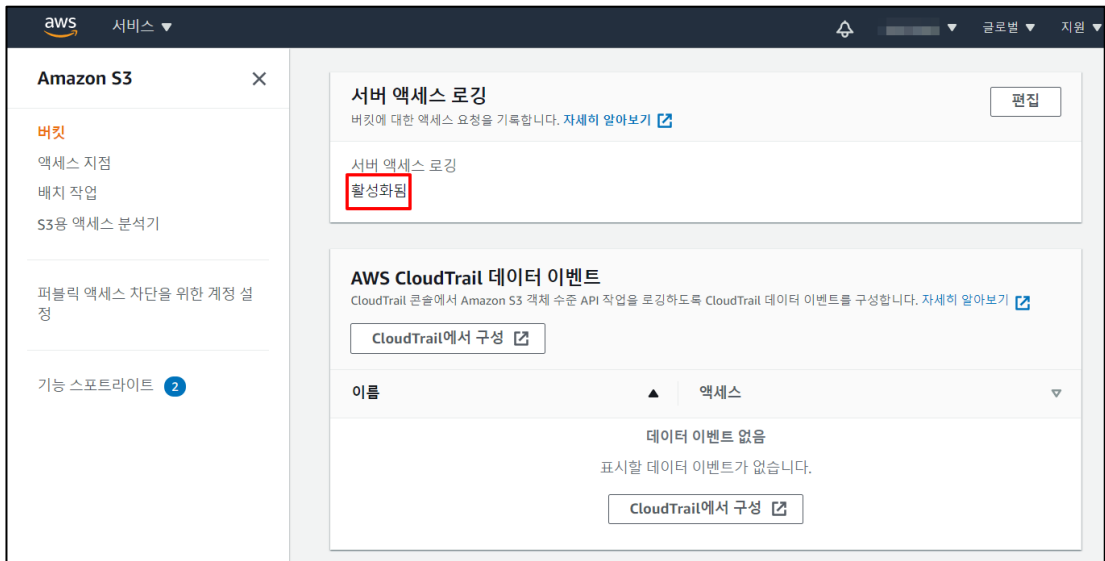 aws 서비스 ▼ 글로벌 ▼ 지원 ▼
Amazon S3
버킷
액세스 지점
배치 작업
S3용 액세스 분석기
퍼블릭 액세스 차단을 위한 계정 설
정
기능 스포트라이트 2
서버 액세스 로깅
편집
버킷에 대한 액세스 요청을 기록합니다. 자세히 알아보기
서버 액세스 로깅
활성화됨
AWS CloudTrail 데이터 이벤트
CloudTrail 콘솔에서 Amazon S3 객체 수준 API 작업을 로깅하도록 CloudTrail 데이터 이벤트를 구성합니다. 자세히 알아보기
CloudTrail에서 구성
이름 ▲ 액세스 ▽
데이터 이벤트 없음
표시할 데이터 이벤트가 없습니다.
CloudTrail에서 구성